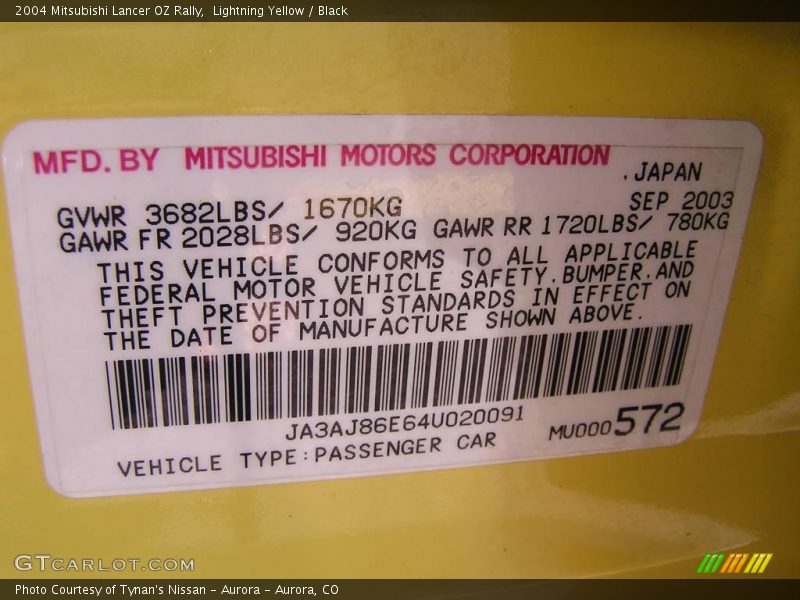 2004 Mitsubishi Lancer OZ Rally,  Lightning Yellow / Black
MFD. BY MITSUBISHI MOTORS CORPORATION
.JAPAN
GVWR 3682LBS/ 1670KG SEP 2003
GAWR FR 2028LBS/ 920KG GAWR RR 1720LBS/ 780KG
THIS VEHICLE CONFORMS TO ALL APPLICABLE
FEDERAL MOTOR VEHICLE SAFETY.BUMPER.AND
THEFT PREVENTION STANDARDS IN EFFECT ON
THE DATE OF MANUFACTURE SHOWN ABOVE.
JA3AJ86E64U020091
MU000572
VEHICLE TYPE:PASSENGER CAR
GTCARLOT.COM
Photo Courtesy of Tynan's Nissan - Aurora - Aurora, CO